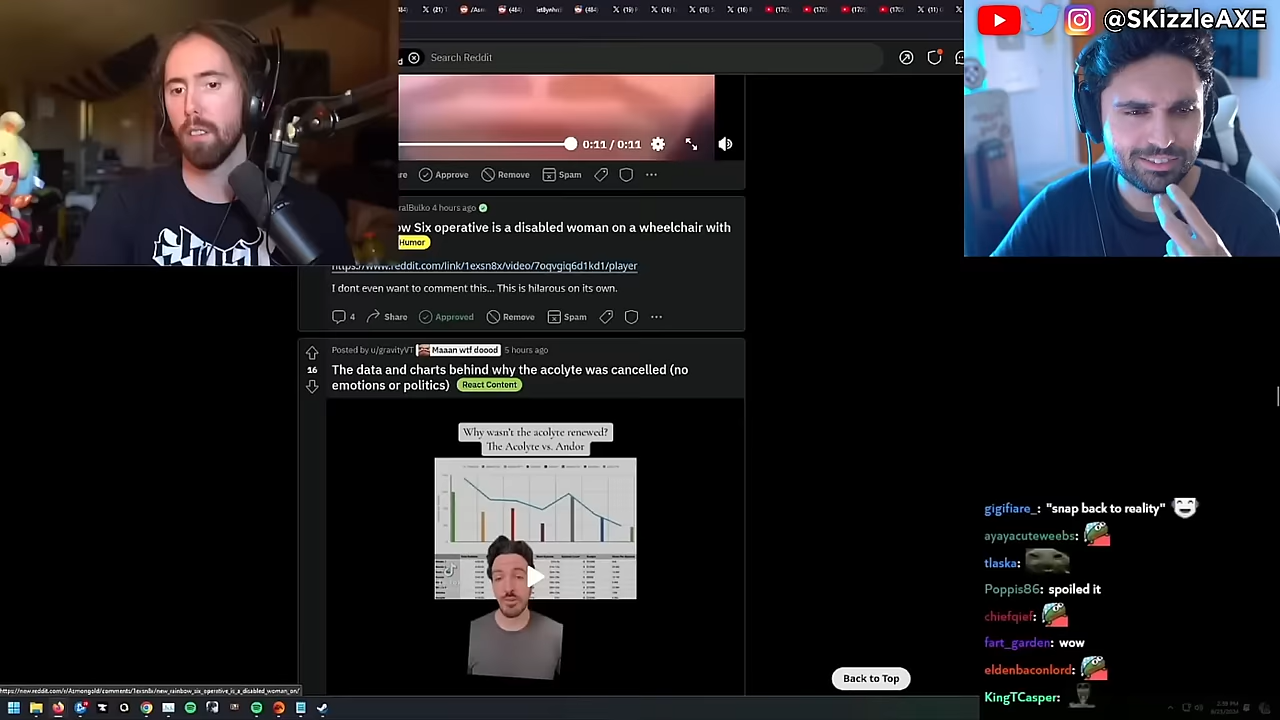 @SKizzleAXE
Search Reddit
0:11 / 0:11
Approve Remove Spam
4 hours ago
Six operative is a disabled woman on a wheelchair with
Humor
https://www.reddit.com/link/1exsn8x/video/7oqvgiq6d1kd1/player
I dont even want to comment this... This is hilarous on its own.
4 Share Approved Remove Spam
Posted by u/gravityVT Maaan wtf doood 5 hours ago
16
The data and charts behind why the acolyte was cancelled (no
emotions or politics) React Content
Why wasn't the acolyte renewed?
The Acolyte vs. Andor
Back to Top
gigifiare_: "snap back to reality"
ayayacuteweebs:
tlaska:
Poppis86: spoiled it
chiefqief:
fart_garden: wow
eldenbaconlord:
KingTCasper: